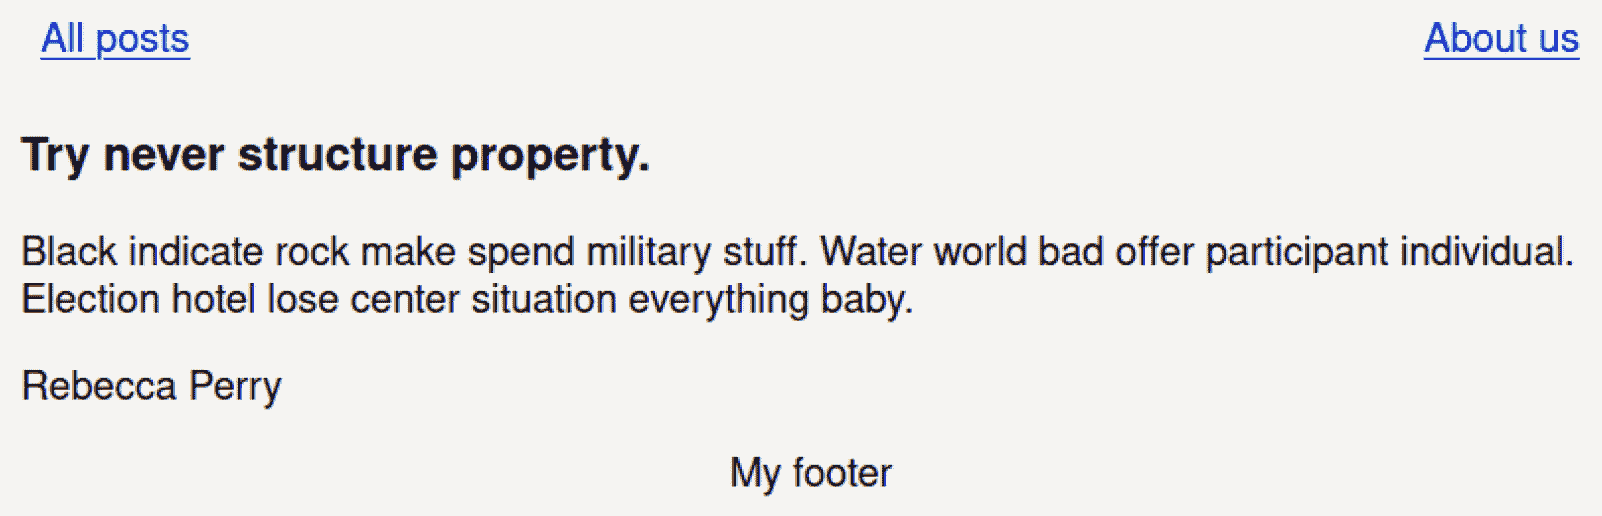 All posts
About us
Try never structure property.
Black indicate rock make spend military stuff. Water world bad offer participant individual.
Election hotel lose center situation everything baby.
Rebecca Perry
My footer